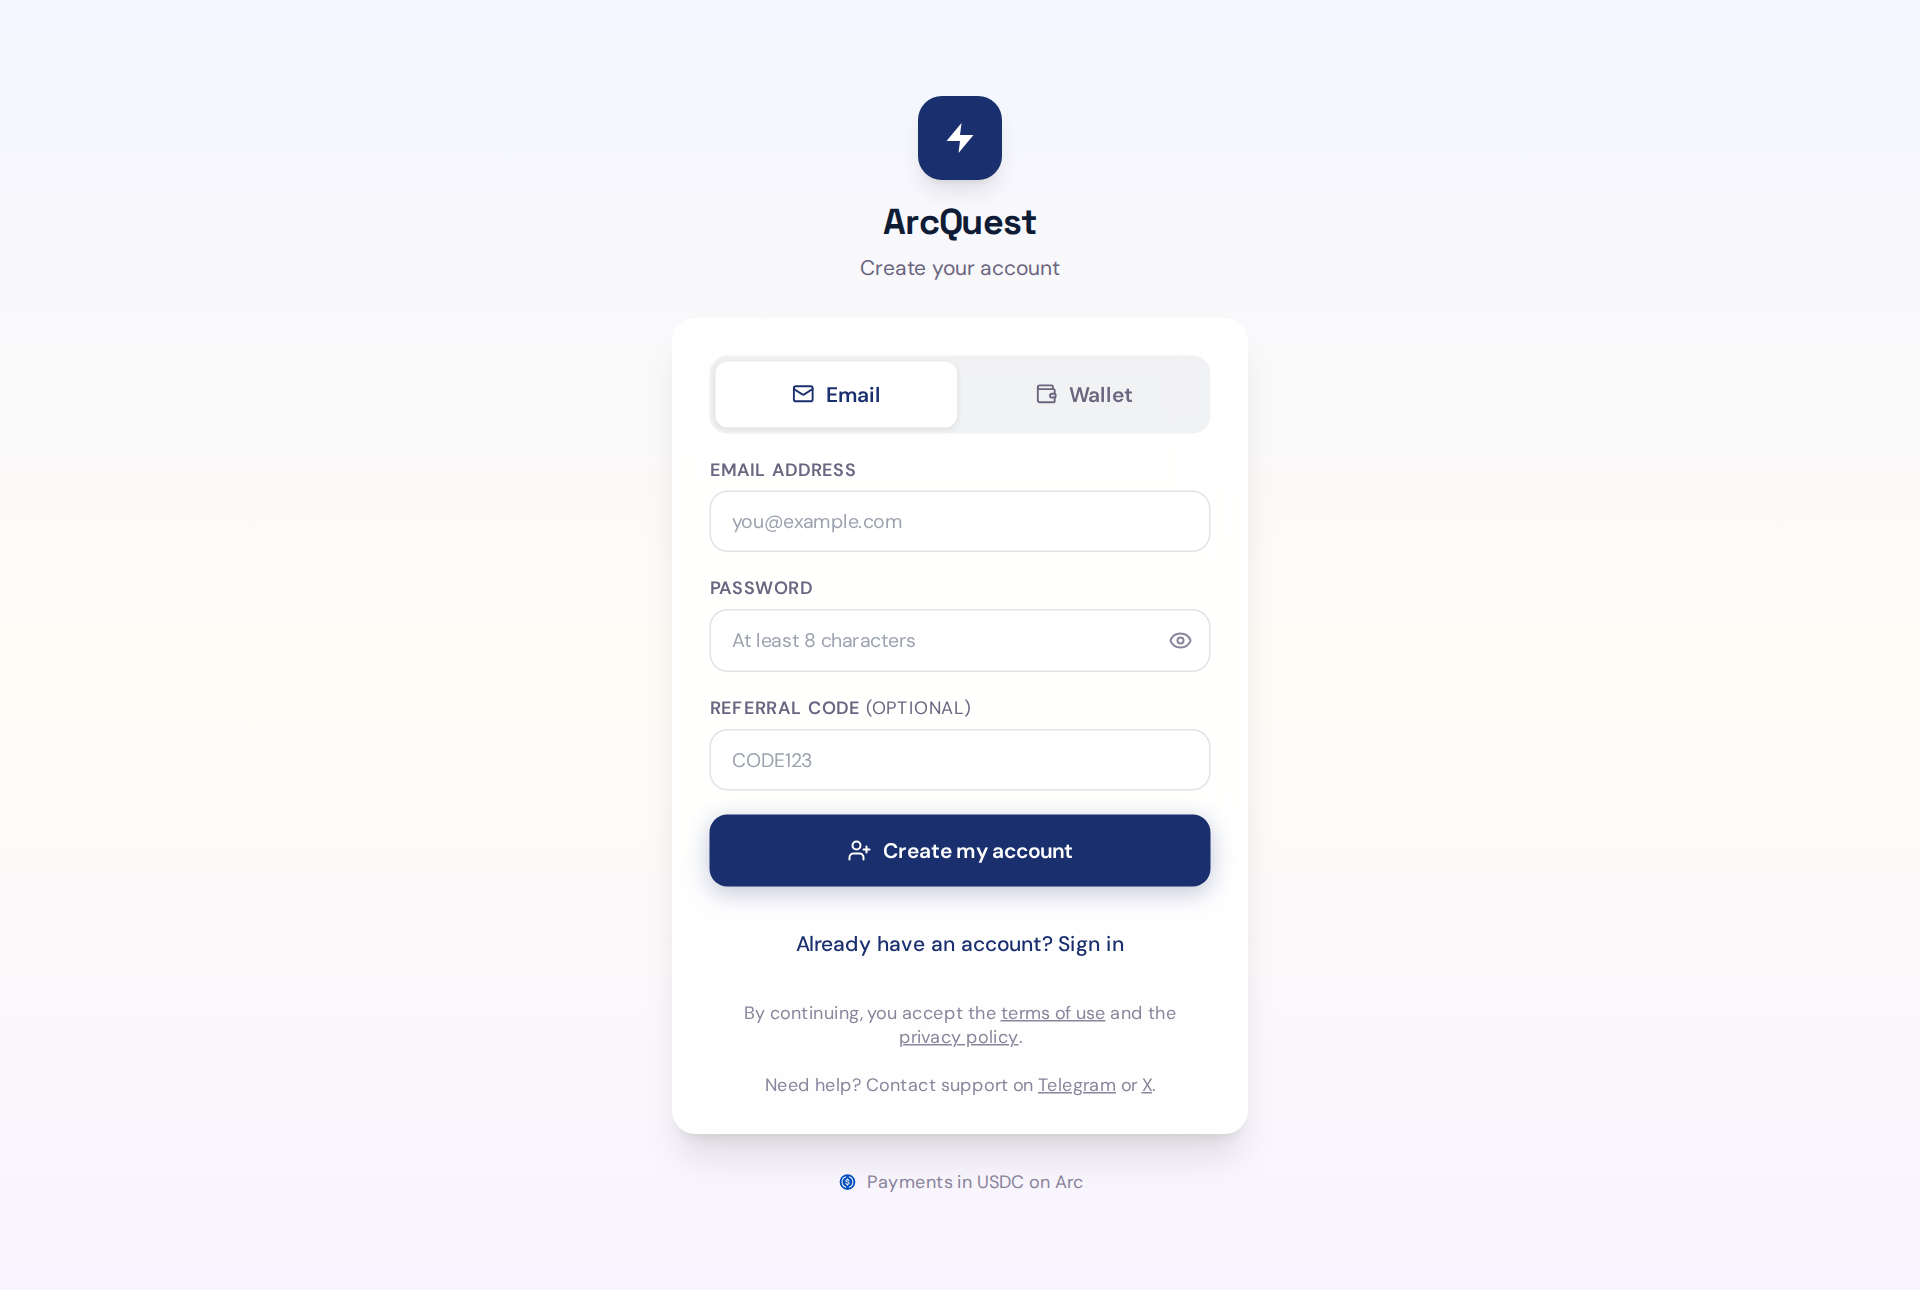 ArcQuest
Create your account
Email
Wallet
EMAIL ADDRESS
you@example.com
PASSWORD
At least 8 characters
REFERRAL CODE (OPTIONAL)
CODE123
Create my account
Already have an account? Sign in
By continuing, you accept the terms of use and the
privacy policy.
Need help? Contact support on Telegram or X.
Payments in USDC on Arc